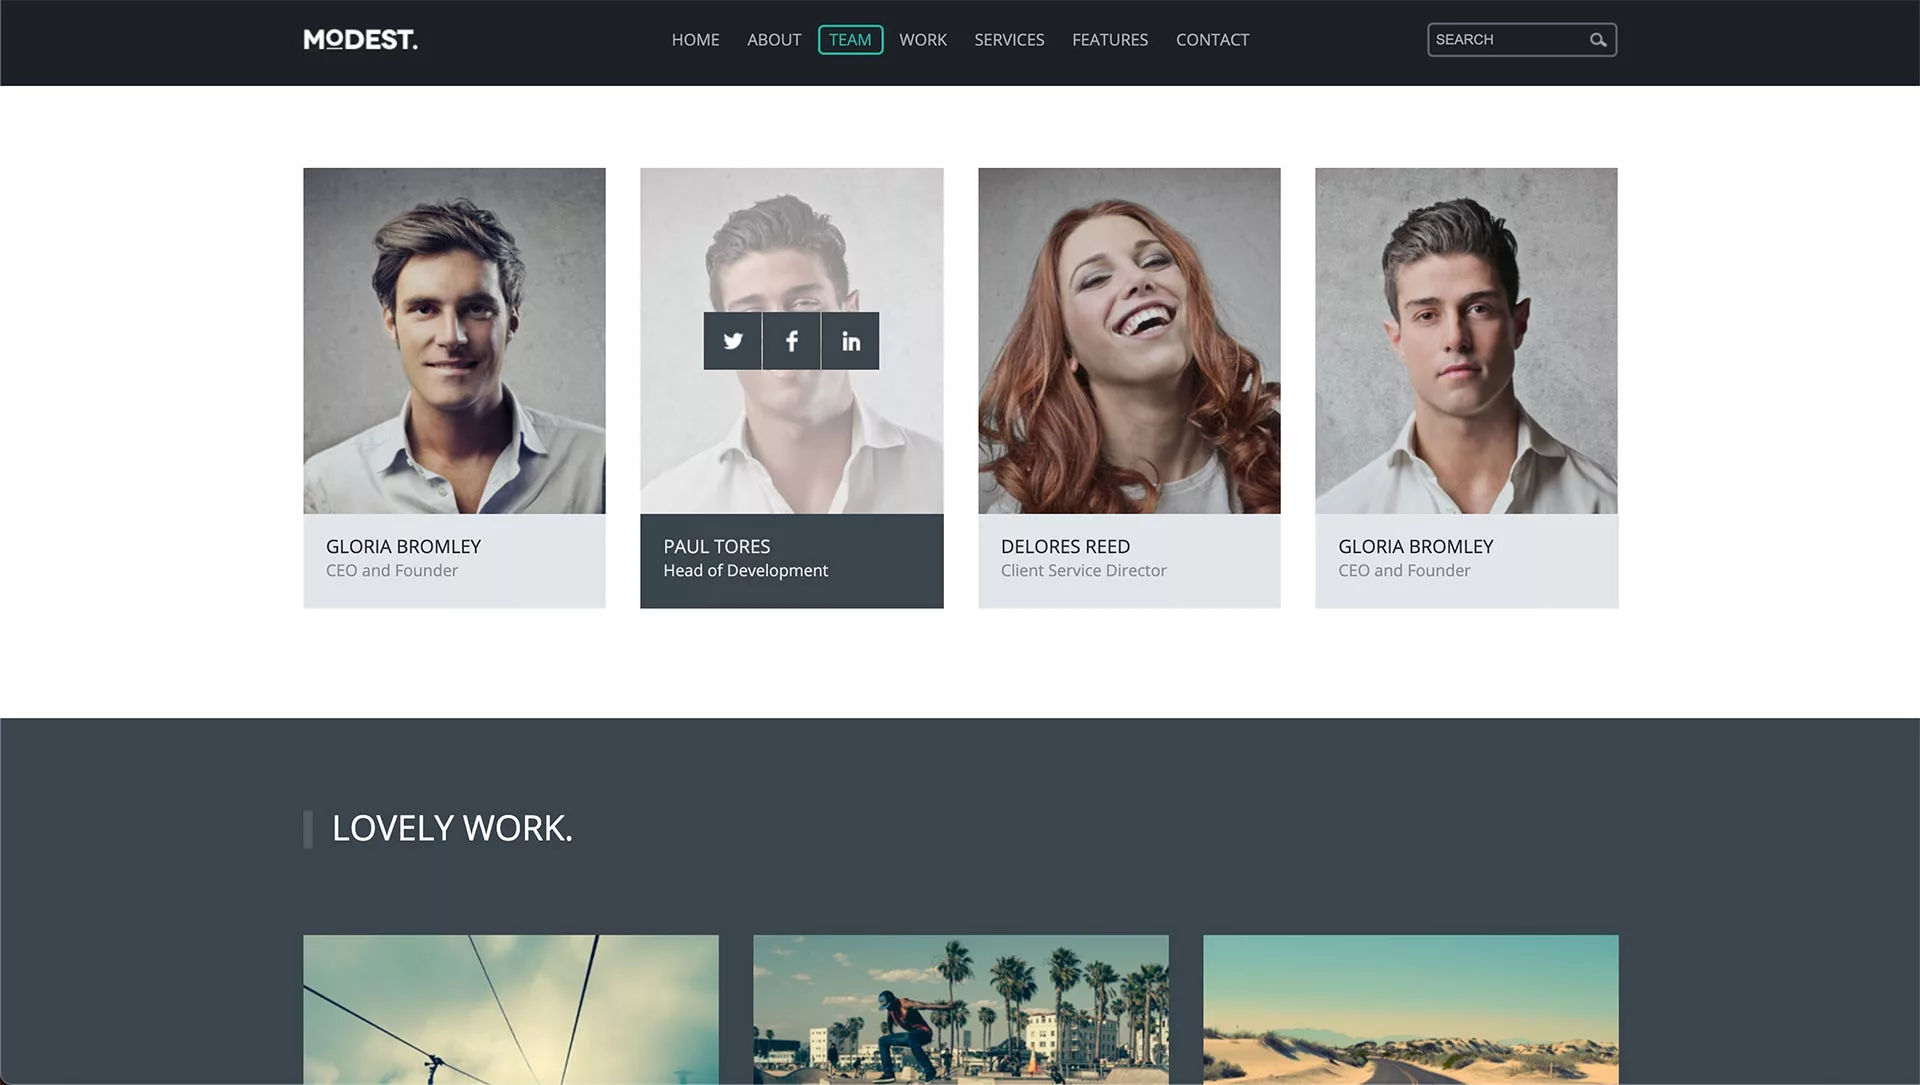 MODEST.
HOME ABOUT TEAM WORK SERVICES FEATURES CONTACT
SEARCH
GLORIA BROMLEY
CEO and Founder
PAUL TORES
Head of Development
DELORES REED
Client Service Director
GLORIA BROMLEY
CEO and Founder
LOVELY WORK.